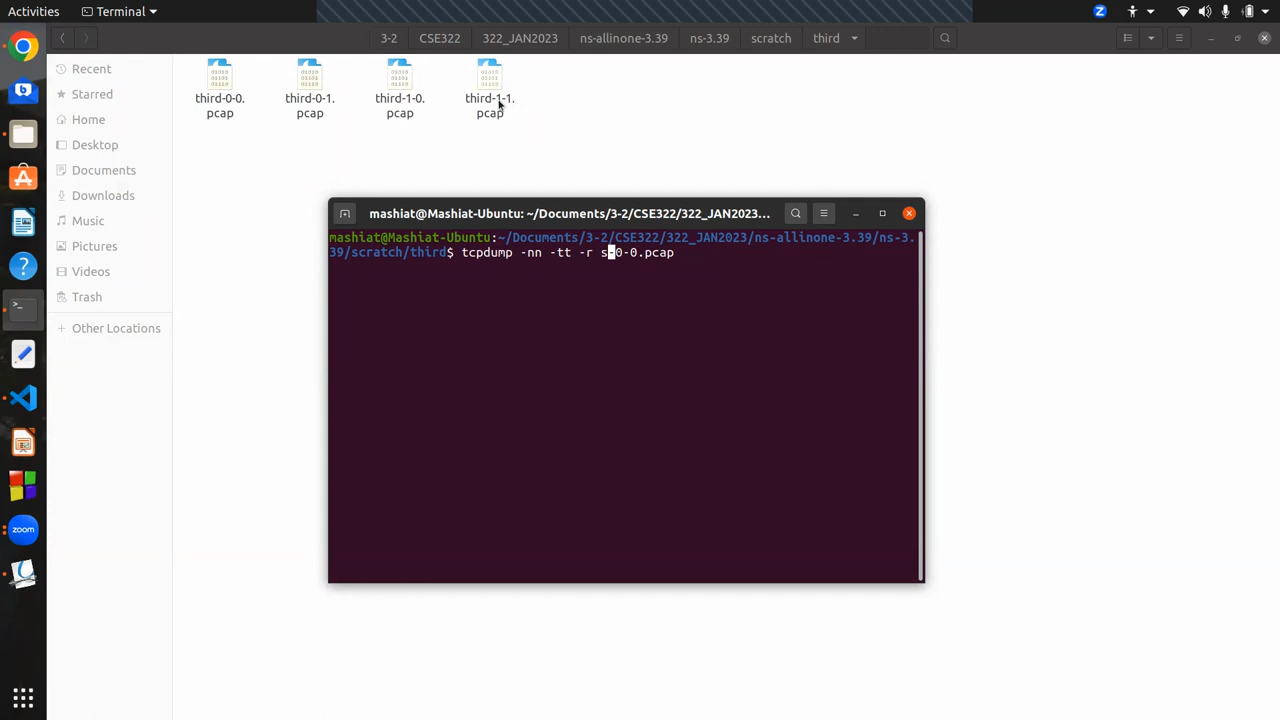 Activities
Terminal
3-2
CSE322
322_JAN2023
ns-allinone-3.39
ns-3.39
scratch
third
Recent
Starred
Home
Desktop
Documents
Downloads
Music
Pictures
Videos
Trash
+ Other Locations
third-0-0.
pcap
third-0-1.
pcap
third-1-0.
pcap
third-1-1.
pcap
mashiat@Mashiat-Ubuntu: ~/Documents/3-2/CSE322/322_JAN2023...
mashiat@Mashiat-Ubuntu:~/Documents/3-2/CSE322/322_JAN2023/ns-allinone-3.39/ns-3.
39/scratch/third$ tcpdump -nn -tt -r s-0-0.pcap
zoom